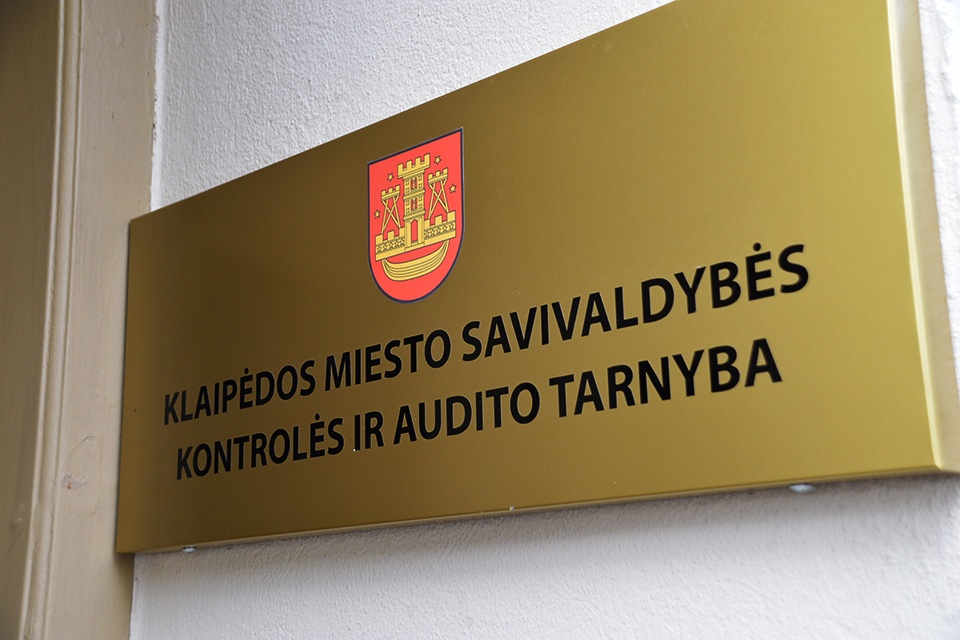 KLAIPĖDOS MIESTO SAVIVALDYBĖS
KONTROLĖS IR AUDITO TARNYBA